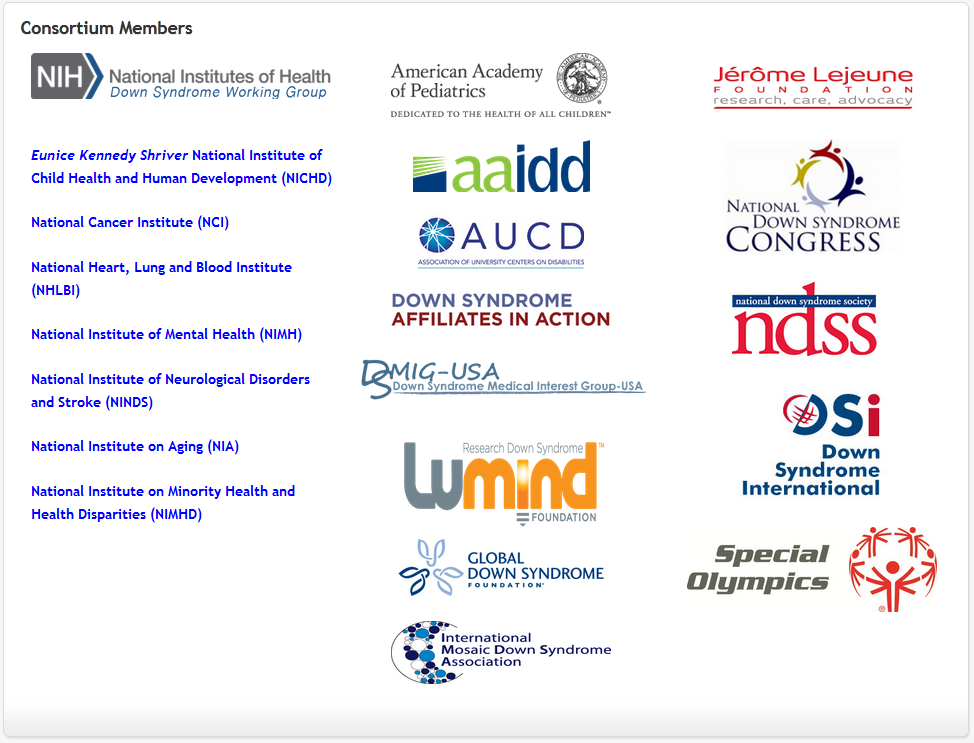 Consortium Members
NIH National Institutes of Health
Down Syndrome Working Group
Eunice Kennedy Shriver National Institute of
Child Health and Human Development (NICHD)
National Cancer Institute (NCI)
National Heart, Lung and Blood Institute
(NHLBI)
National Institute of Mental Health (NIMH)
National Institute of Neurological Disorders
and Stroke (NINDS)
National Institute on Aging (NIA)
National Institute on Minority Health and
Health Disparities (NIMHD)
American Academy
of Pediatrics
DEDICATED TO THE HEALTH OF ALL CHILDREN™
aaidd
AUCD
ASSOCIATION OF UNIVERSITY CENTERS ON DISABILITIES
DOWN SYNDROME
AFFILIATES IN ACTION
DSMIG-USA
Down Syndrome Medical Interest Group-USA
Research Down Syndrome
LuMind™
FOUNDATION
GLOBAL
DOWN SYNDROME
FOUNDATION®
International
Mosaic Down Syndrome
Association
Jérôme Lejeune
FOUNDATION
research, care, advocacy
NATIONAL
DOWN SYNDROME
CONGRESS
national down syndrome society
ndss
DSi
Down
Syndrome
International
Special
Olympics
®